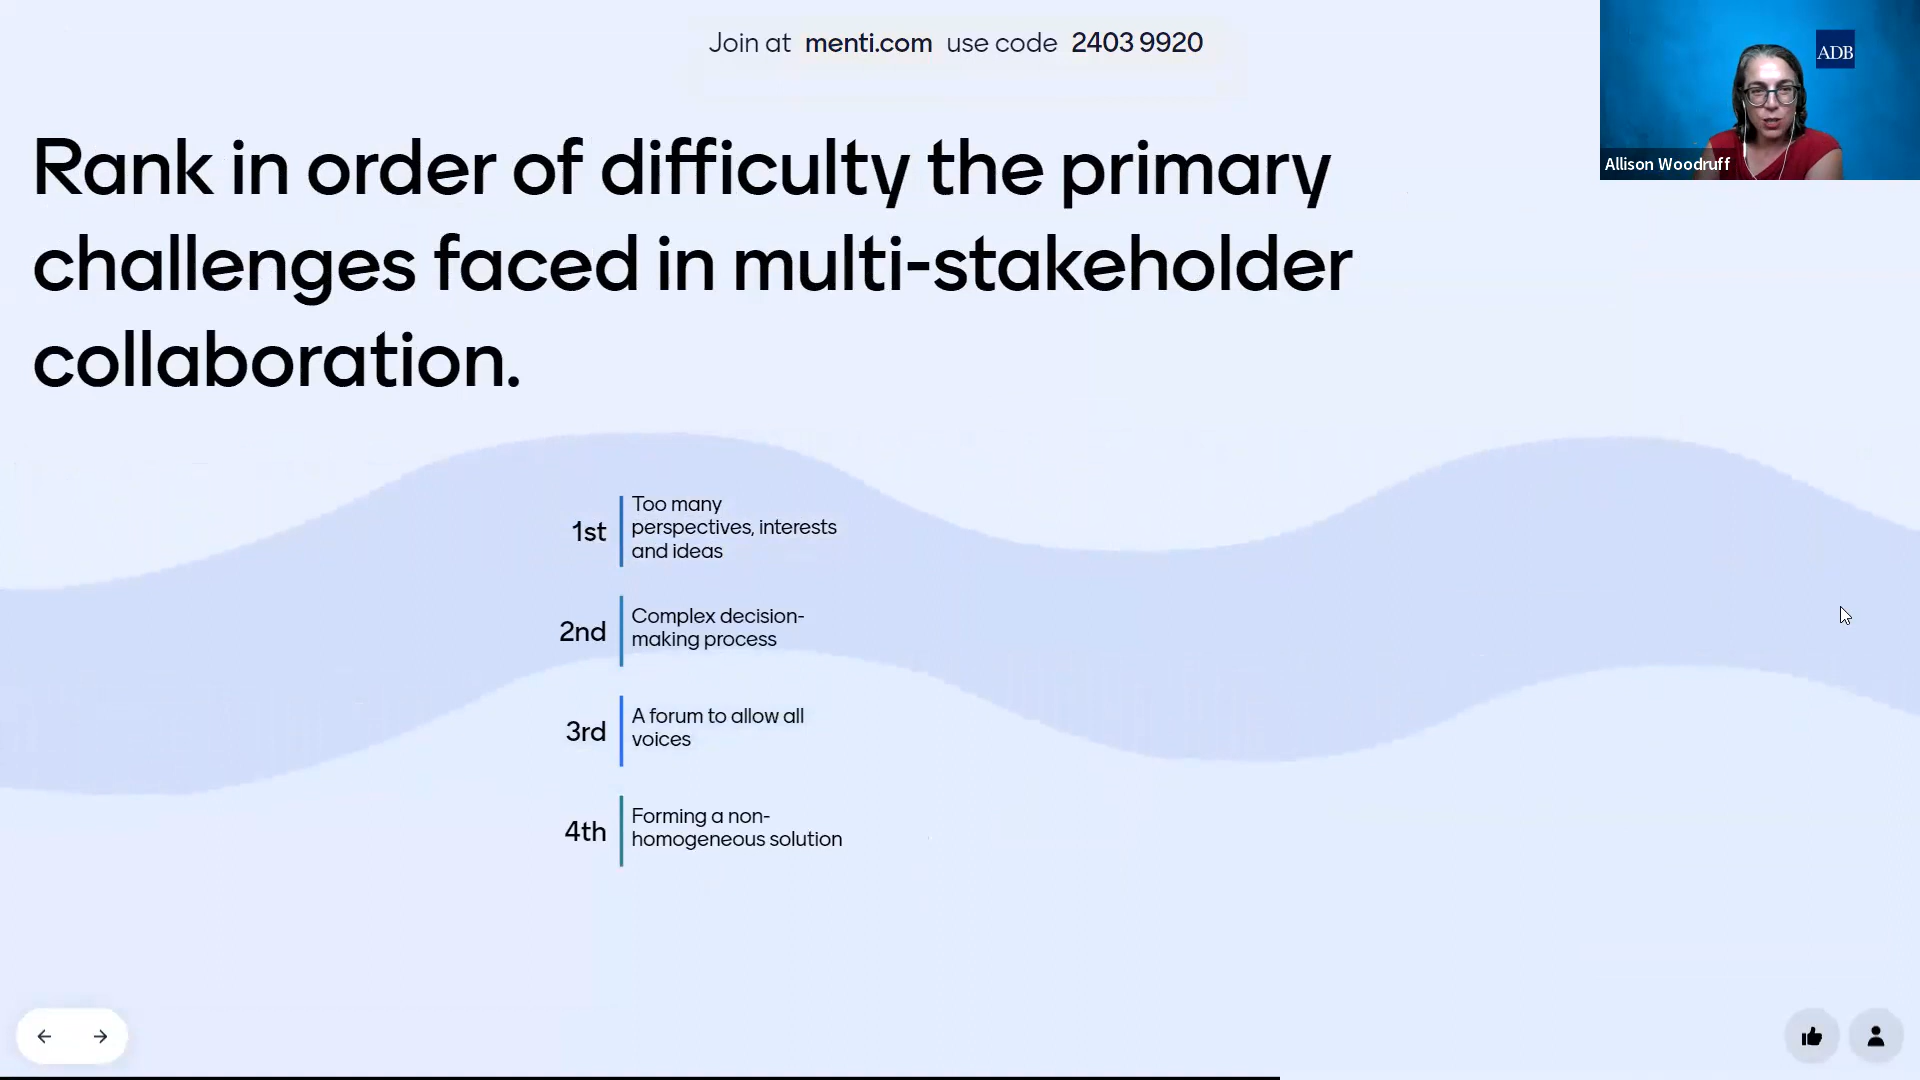 Join at menti.com use code 2403 9920
ADB
Allison Woodruff
Rank in order of difficulty the primary
challenges faced in multi-stakeholder
collaboration.
1st
Too many
perspectives, interests
and ideas
2nd
Complex decision-
making process
3rd
A forum to allow all
voices
4th
Forming a non-
homogeneous solution